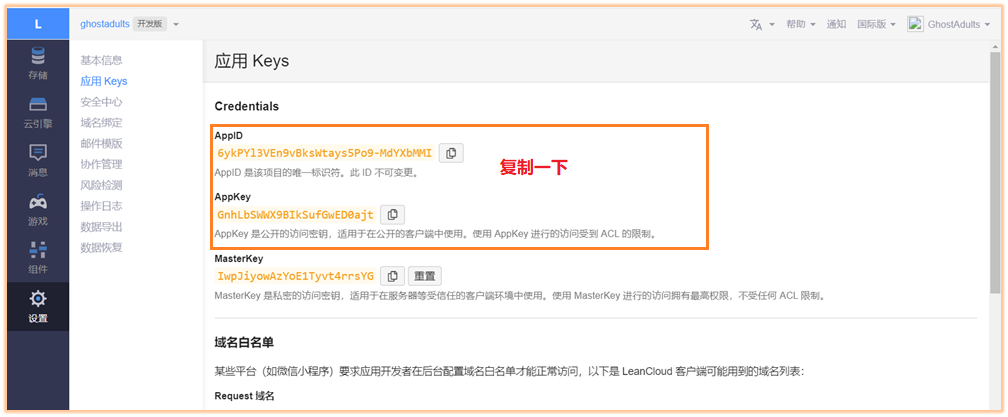 L
ghostadults 开发版
帮助
通知
国际版
GhostAdults
存储
云引擎
消息
游戏
组件
设置
基本信息
应用 Keys
安全中心
域名绑定
邮件模版
协作管理
风险检测
操作日志
数据导出
数据恢复
应用 Keys
Credentials
AppID
6ykPYl3VEn9vBksWtays5Po9-MdYXbMMI
复制一下
AppID 是该项目的唯一标识符。此 ID 不可变更。
AppKey
GnhLbSWWX9BIkSufGwED0ajt
AppKey 是公开的访问密钥，适用于在公开的客户端中使用。使用 AppKey 进行的访问受到 ACL 的限制。
MasterKey
IwpJiyowAzYoE1Tyvt4rrsYG 重置
MasterKey 是私密的访问密钥，适用于在服务器等受信任的客户端环境中使用。使用 MasterKey 进行的访问拥有最高权限，不受任何 ACL 限制。
域名白名单
某些平台（如微信小程序）要求应用开发者在后台配置域名白名单才能正常访问，以下是 LeanCloud 客户端可能用到的域名列表：
Request 域名